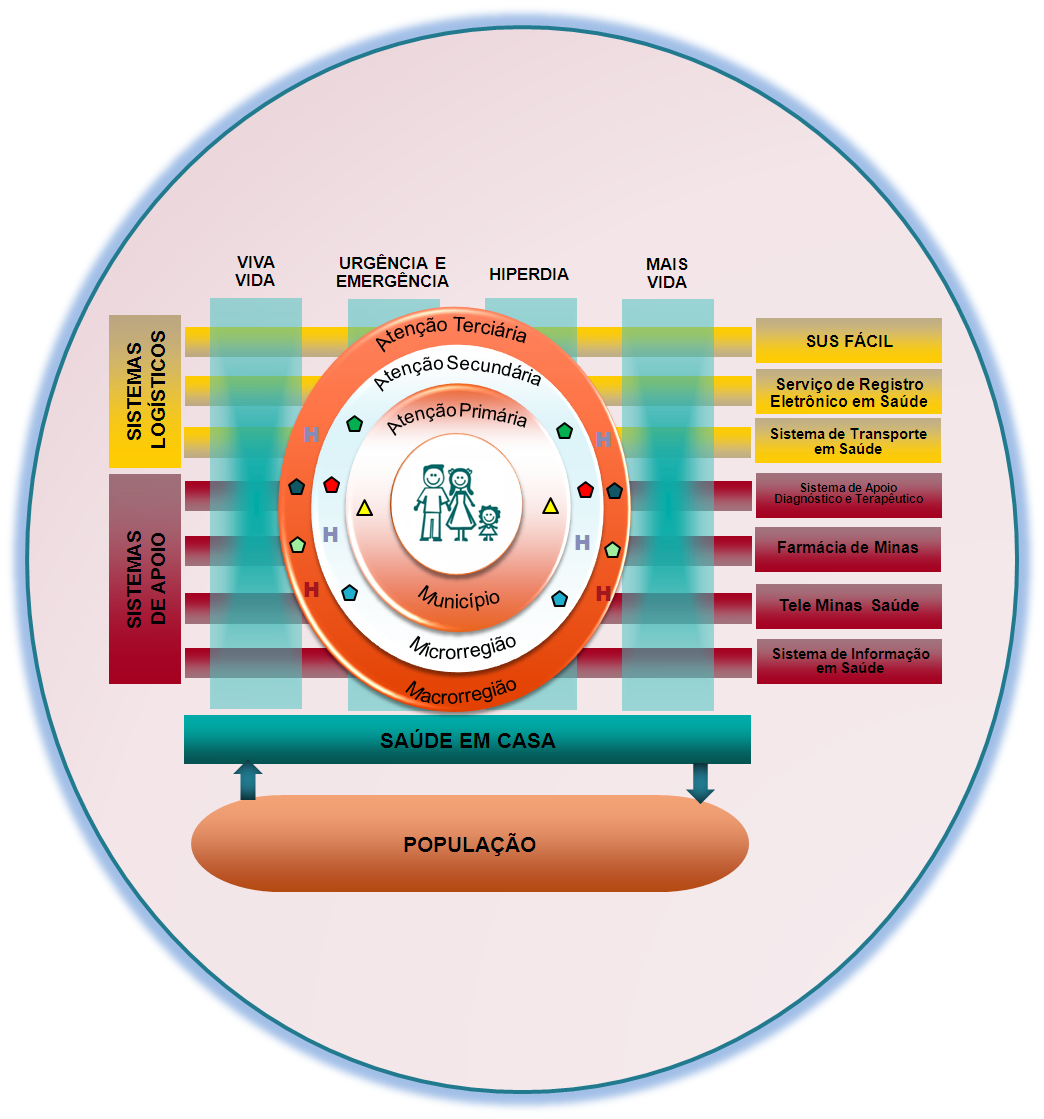 VIVA
VIDA
URGÊNCIA E
EMERGÊNCIA
HIPERDIA
MAIS
VIDA
SISTEMAS
LOGÍSTICOS
SISTEMAS
DE APOIO
SUS FÁCIL
Serviço de Registro
Eletrônico em Saúde
Sistema de Transporte
em Saúde
Sistema de Apoio
Diagnóstico e Terapêutico
Farmácia de Minas
Tele Minas Saúde
Sistema de Informação
em Saúde
Atenção Terciária
Atenção Secundária
Atenção Primária
H
H
H
H
H
H
Município
Microrregião
Macrorregião
SAÚDE EM CASA
POPULAÇÃO